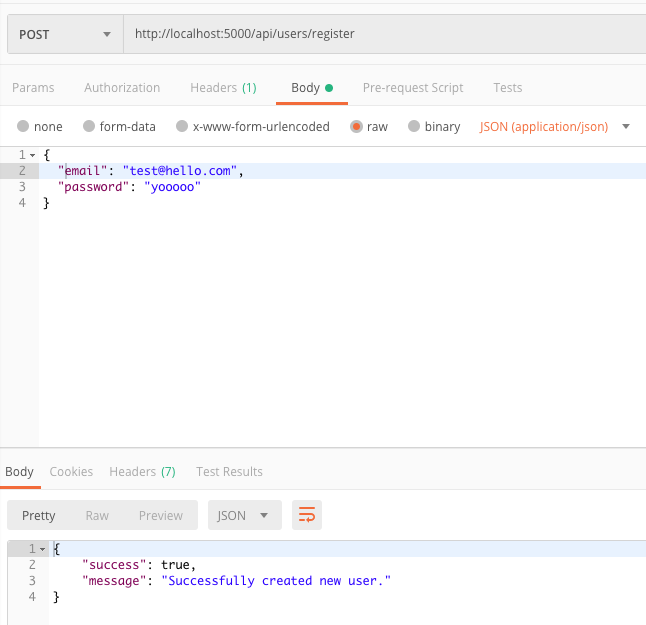 POST http://localhost:5000/api/users/register
Params Authorization Headers (1) Body Pre-request Script Tests
none form-data x-www-form-urlencoded raw binary JSON (application/json)
1 {
2 "email": "test@hello.com",
3 "password": "yooooo"
4 }
Body Cookies Headers (7) Test Results
Pretty Raw Preview JSON
1 {
2 "success": true,
3 "message": "Successfully created new user."
4 }